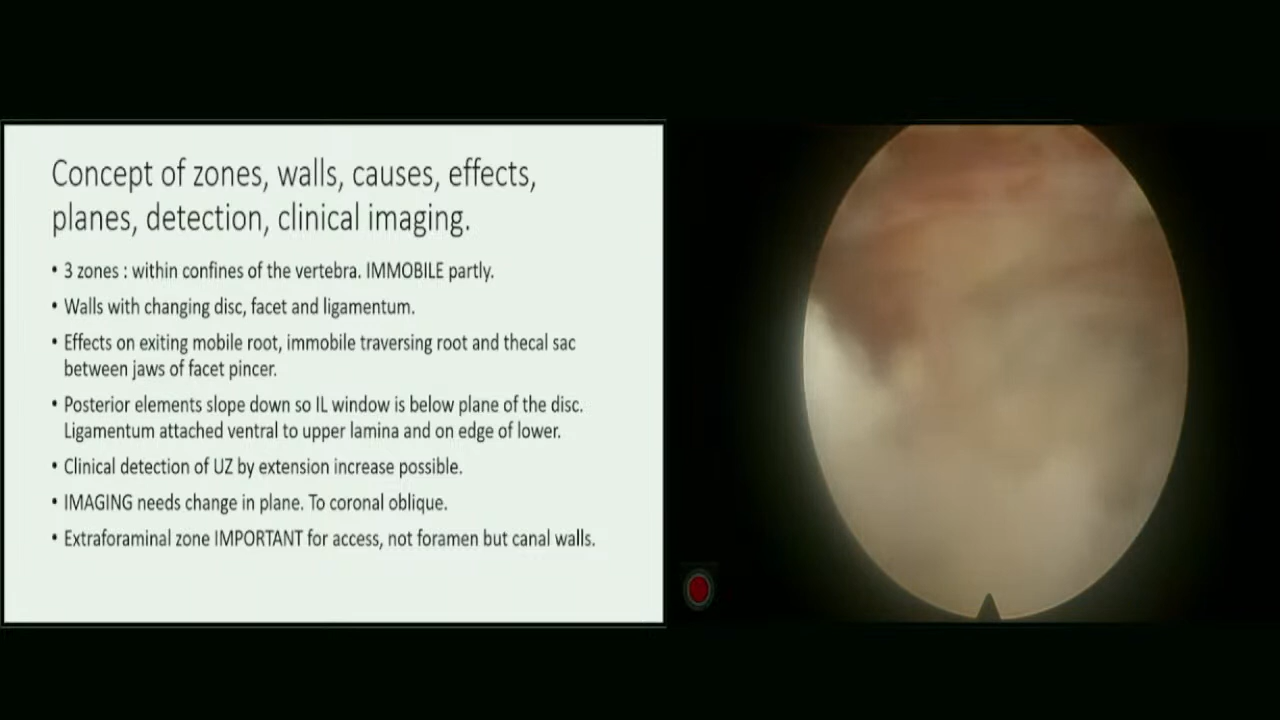 Concept of zones, walls, causes, effects,
planes, detection, clinical imaging.
• 3 zones : within confines of the vertebra. IMMOBILE partly.
• Walls with changing disc, facet and ligamentum.
• Effects on exiting mobile root, immobile traversing root and thecal sac
between jaws of facet pincer.
• Posterior elements slope down so IL window is below plane of the disc.
Ligamentum attached ventral to upper lamina and on edge of lower.
• Clinical detection of UZ by extension increase possible.
• IMAGING needs change in plane. To coronal oblique.
• Extraforaminal zone IMPORTANT for access, not foramen but canal walls.